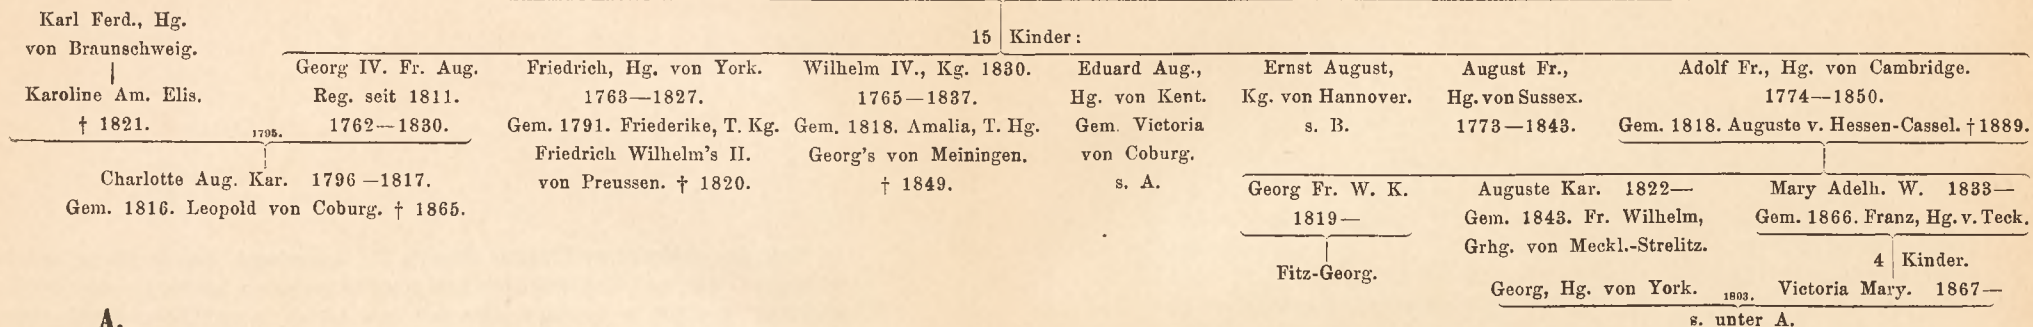 Karl Ferd., Hg.
von Braunschweig.
Karoline Am. Elis.
† 1821.
15 Kinder:
1795.
Georg IV. Fr. Aug.
Reg. seit 1811.
1762—1830.
Charlotte Aug. Kar. 1796—1817.
Gem. 1816. Leopold von Coburg. † 1865.
Friedrich, Hg. von York.
1763—1827.
Gem. 1791. Friederike, T. Kg.
Friedrich Wilhelm's II.
von Preussen. † 1820.
Wilhelm IV., Kg. 1830.
1765—1837.
Gem. 1818. Amalia, T. Hg.
Georg's von Meiningen.
† 1849.
Eduard Aug.,
Hg. von Kent.
Gem. Victoria
von Coburg.
s. A.
Ernst August,
Kg. von Hannover.
s. B.
August Fr.,
Hg. von Sussex.
1773—1843.
Adolf Fr., Hg. von Cambridge.
1774—1850.
Gem. 1818. Auguste v. Hessen-Cassel. † 1889.
Georg Fr. W. K.
1819—
Fitz-Georg.
Auguste Kar. 1822—
Gem. 1843. Fr. Wilhelm,
Grhg. von Meckl.-Strelitz.
Mary Adelh. W. 1833—
Gem. 1866. Franz, Hg. v. Teck.
4 Kinder.
Georg, Hg. von York. 1893. Victoria Mary. 1867—
s. unter A.
A.